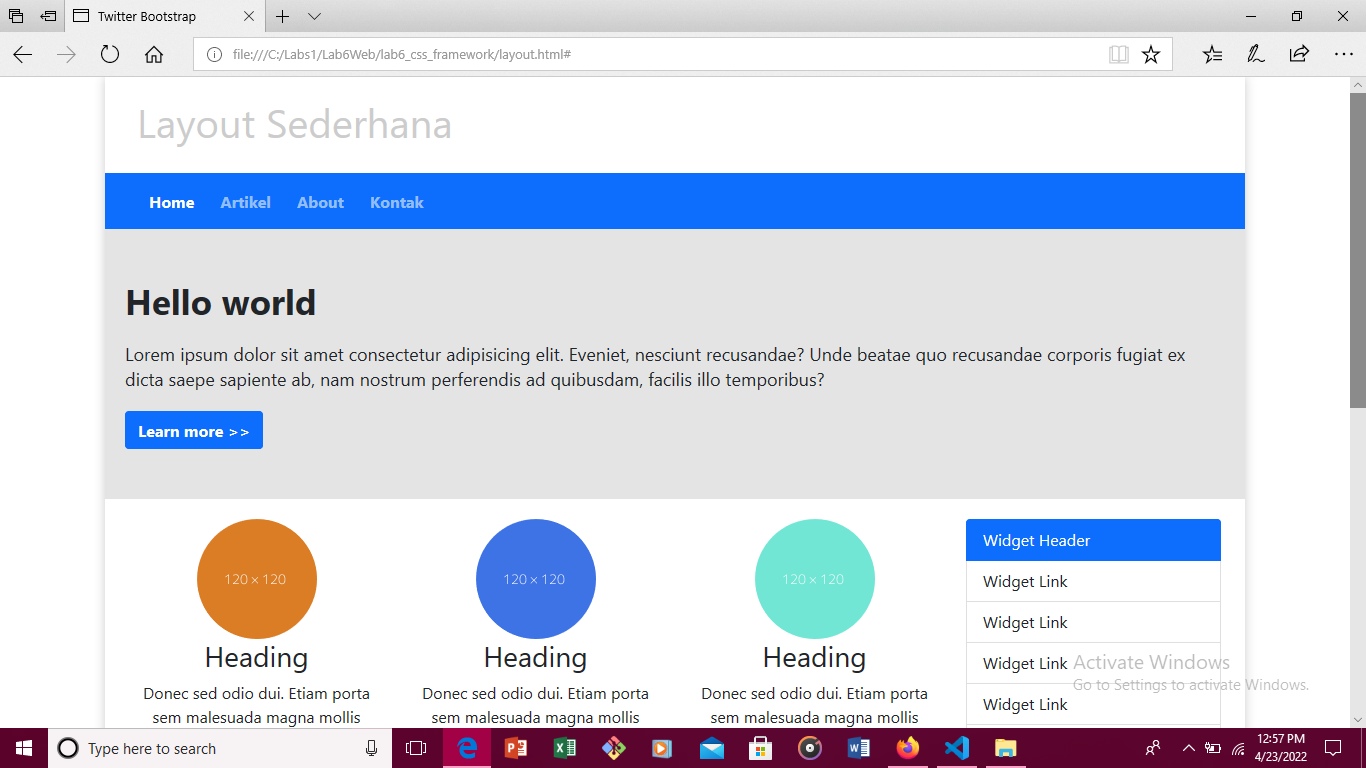 Twitter Bootstrap
file:///C:/Labs1/Lab6Web/lab6_css_framework/layout.html#
Layout Sederhana
Home Artikel About Kontak
Hello world
Lorem ipsum dolor sit amet consectetur adipisicing elit. Eveniet, nesciunt recusandae? Unde beatae quo recusandae corporis fugiat ex
dicta saepe sapiente ab, nam nostrum perferendis ad quibusdam, facilis illo temporibus?
Learn more >>
120 × 120
Heading
Donec sed odio dui. Etiam porta
sem malesuada magna mollis
120 × 120
Heading
Donec sed odio dui. Etiam porta
sem malesuada magna mollis
120 × 120
Heading
Donec sed odio dui. Etiam porta
sem malesuada magna mollis
Widget Header
Widget Link
Widget Link
Widget Link
Widget Link
Activate Windows
Go to Settings to activate Windows.
Type here to search
12:57 PM
4/23/2022